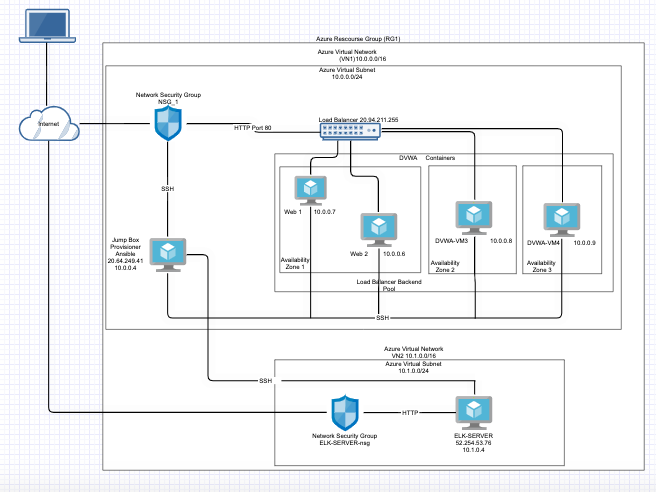 Azure Rescourse Group (RG1)
Azure Virtual Network
(VN1)10.0.0.0/16
Azure Virtual Subnet
10.0.0.0/24
Network Security Group
NSG_1
Internet
HTTP Port 80
Load Balancer 20.94.211.255
DVWA Containers
SSH
Web 1 10.0.0.7
Web 2 10.0.0.6
DVWA-VM3 10.0.0.8
DVWA-VM4 10.0.0.9
Jump Box
Provisioner
Ansible
20.64.249.41
10.0.0.4
Availability
Zone 1
Availability
Zone 2
Availability
Zone 3
Load Balancer Backend
Pool
SSH
Azure Virtual Network
VN2 10.1.0.0/16
Azure Virtual Subnet
10.1.0.0/24
SSH
HTTP
Network Security Group
ELK-SERVER-nsg
ELK-SERVER
52.254.53.76
10.1.0.4